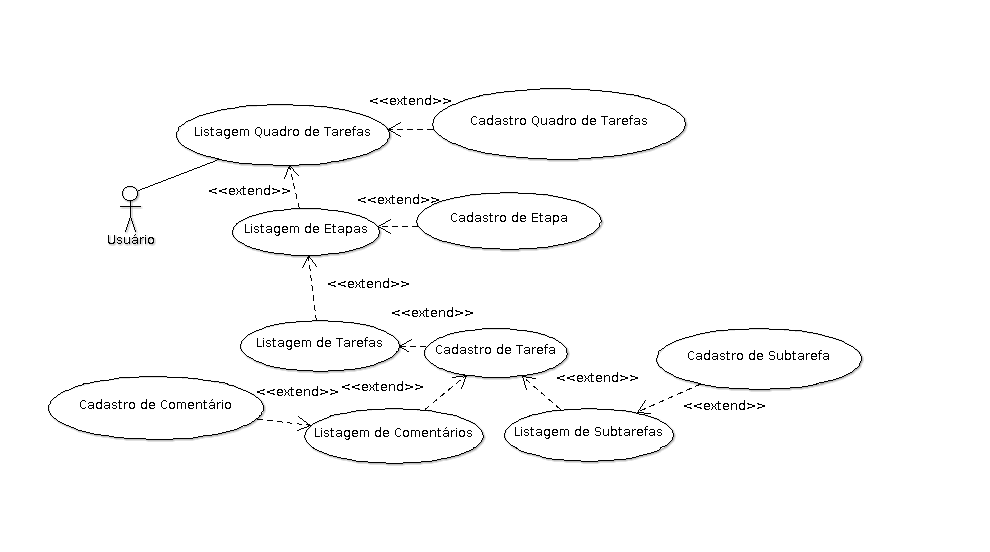 <<extend>>
Cadastro Quadro de Tarefas
Listagem Quadro de Tarefas
<<extend>>
<<extend>>
Cadastro de Etapa
Listagem de Etapas
Usuário
<<extend>>
<<extend>>
Listagem de Tarefas
Cadastro de Tarefa
Cadastro de Subtarefa
<<extend>>
<<extend>>
<<extend>>
Cadastro de Comentário
<<extend>>
Listagem de Comentários
Listagem de Subtarefas